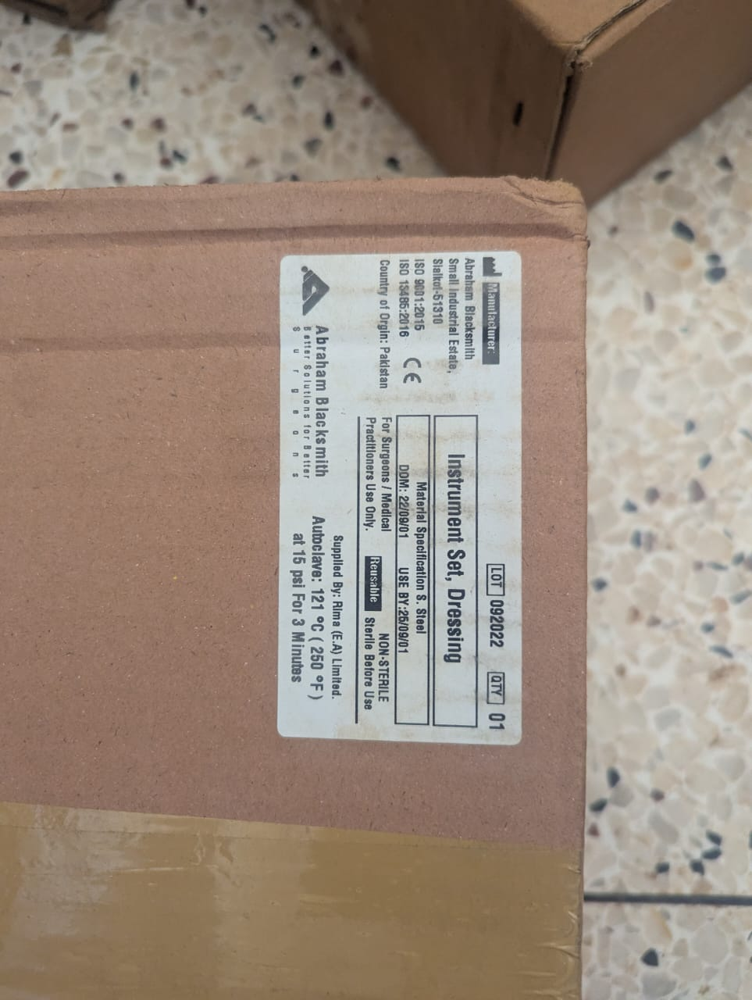 Manufacturer:
Abraham Blacksmith
Small Industrial Estate,
Sialkot-51310
ISO 9001:2015
ISO 13485:2016
CE
Country of Orgin: Pakistan
LOT 092022 QTY 01
Instrument Set, Dressing
Material Specification S. Steel
DOM: 22/09/01 USE BY:25/09/01
For Surgeons / Medical
Practitioners Use Only.
NON-STERILE
Reusable Sterile Before Use
Abraham Blacksmith
Better Solutions for Better
Surgeons
Supplied By: Rima (E.A) Limited.
Autoclave: 121 °C ( 250 °F )
at 15 psi For 3 Minutes